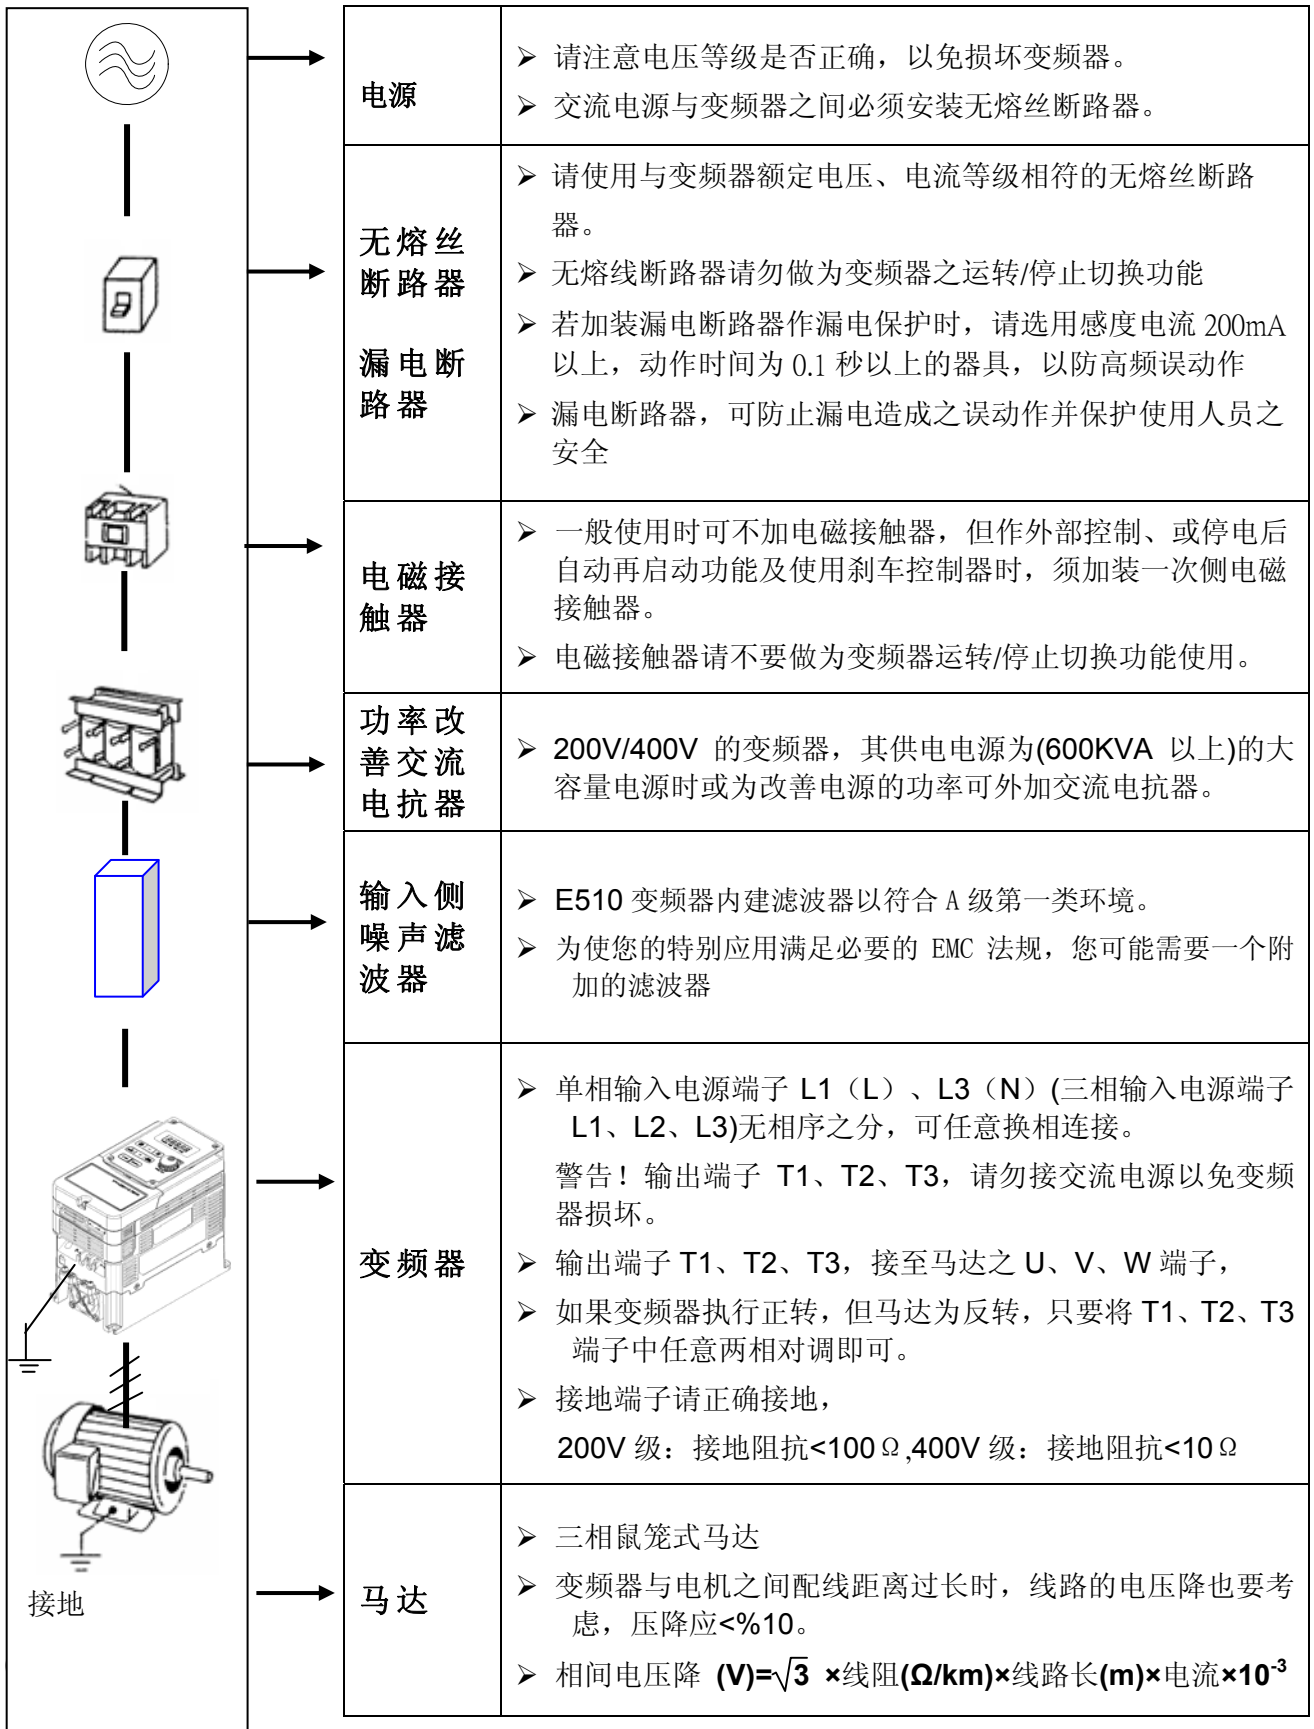 电源
➢ 请注意电压等级是否正确，以免损坏变频器。
➢ 交流电源与变频器之间必须安装无熔丝断路器。
无熔丝
断路器
漏电断
路器
➢ 请使用与变频器额定电压、电流等级相符的无熔丝断路
器。
➢ 无熔线断路器请勿做为变频器之运转/停止切换功能
➢ 若加装漏电断路器作漏电保护时，请选用感度电流 200mA
以上，动作时间为 0.1 秒以上的器具，以防高频误动作
➢ 漏电断路器，可防止漏电造成之误动作并保护使用人员之
安全
电磁接
触器
➢ 一般使用时可不加电磁接触器，但作外部控制、或停电后
自动再启动功能及使用刹车控制器时，须加装一次侧电磁
接触器。
➢ 电磁接触器请不要做为变频器运转/停止切换功能使用。
功率改
善交流
电抗器
➢ 200V/400V 的变频器，其供电电源为(600KVA 以上)的大
容量电源时或为改善电源的功率可外加交流电抗器。
输入侧
噪声滤
波器
➢ E510 变频器内建滤波器以符合 A 级第一类环境。
➢ 为使您的特别应用满足必要的 EMC 法规，您可能需要一个附
加的滤波器
变频器
➢ 单相输入电源端子 L1（L）、L3（N）(三相输入电源端子
L1、L2、L3)无相序之分，可任意换相连接。
警告！输出端子 T1、T2、T3，请勿接交流电源以免变频
器损坏。
➢ 输出端子 T1、T2、T3，接至马达之 U、V、W 端子，
➢ 如果变频器执行正转，但马达为反转，只要将 T1、T2、T3
端子中任意两相对调即可。
➢ 接地端子请正确接地，
200V 级：接地阻抗<100Ω,400V 级：接地阻抗<10Ω
接地
马达
➢ 三相鼠笼式马达
➢ 变频器与电机之间配线距离过长时，线路的电压降也要考
虑，压降应<%10。
➢ 相间电压降 (V)=√3 ×线阻(Ω/km)×线路长(m)×电流×10⁻³